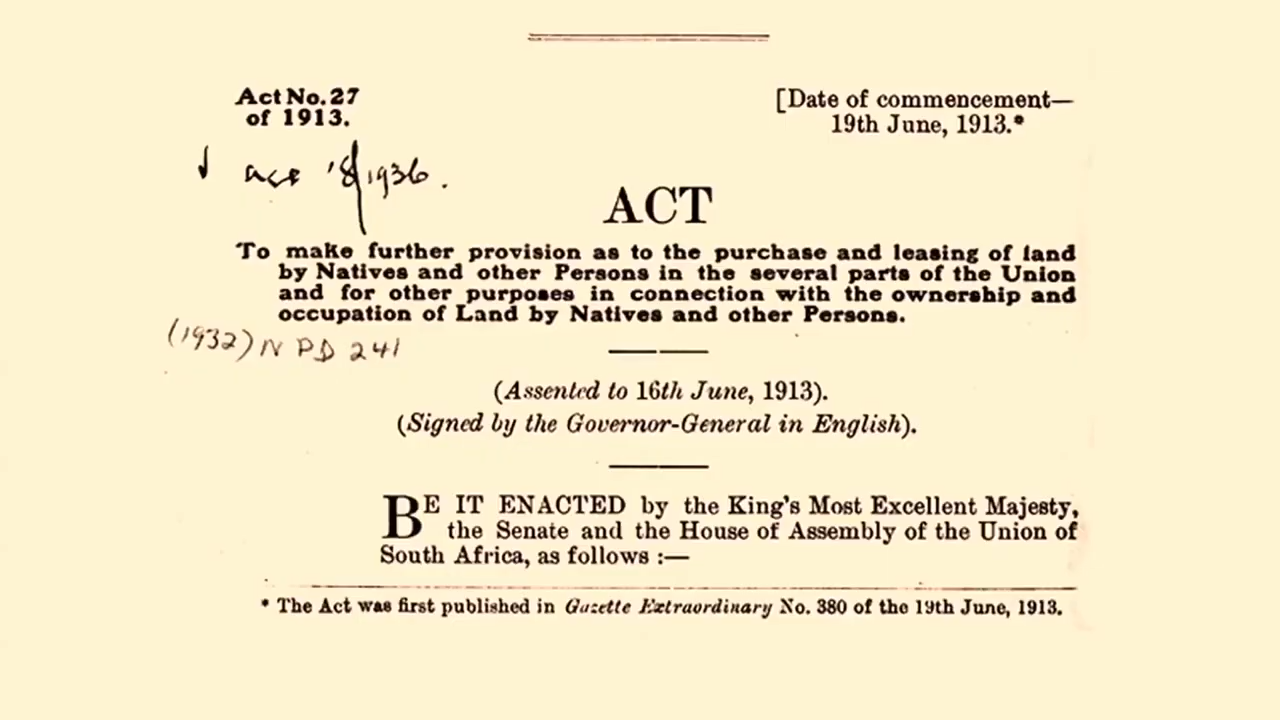 Act No. 27
of 1913.
[Date of commencement—
19th June, 1913.*
Act 18/1936.
ACT
To make further provision as to the purchase and leasing of land
by Natives and other Persons in the several parts of the Union
and for other purposes in connection with the ownership and
occupation of Land by Natives and other Persons.
(1932) N PD 241
(Assented to 16th June, 1913).
(Signed by the Governor-General in English).
BE IT ENACTED by the King's Most Excellent Majesty,
the Senate and the House of Assembly of the Union of
South Africa, as follows :—
* The Act was first published in Gazette Extraordinary No. 380 of the 19th June, 1913.